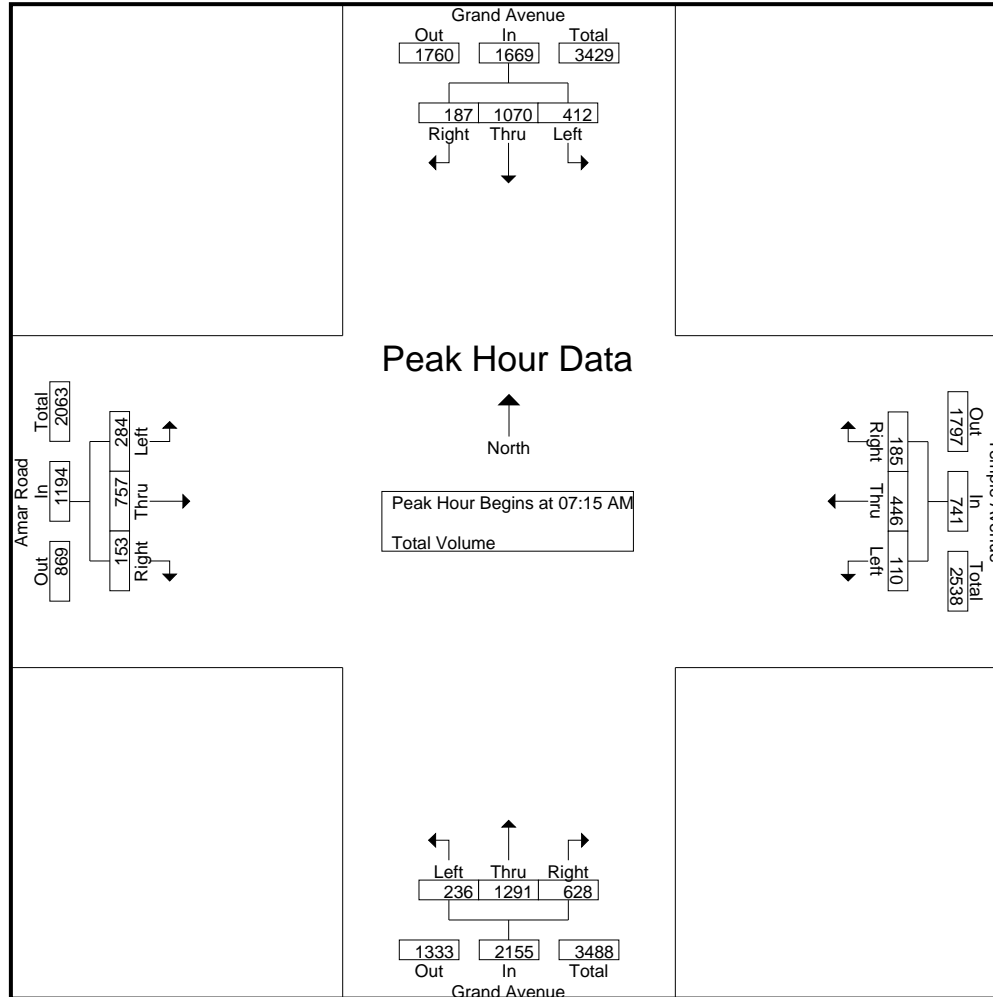 Grand Avenue
Out In Total
1760 1669 3429
187 1070 412
Right Thru Left
Peak Hour Data
North
Peak Hour Begins at 07:15 AM
Total Volume
Amar Road
Out In Total
869 1194 2063
153 757 284
Right Thru Left
Out In Total
1797 741 2538
185 446 110
Right Thru Left
Left Thru Right
236 1291 628
1333 2155 3488
Out In Total
Grand Avenue